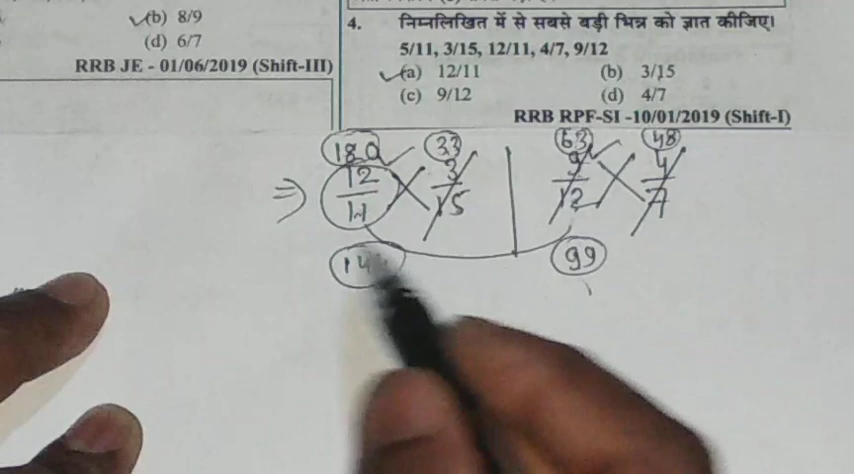 (b) 8/9
(d) 6/7
RRB JE - 01/06/2019 (Shift-III)
4. निम्नलिखित में से सबसे बड़ी भिन्न को ज्ञात कीजिए।
5/11, 3/15, 12/11, 4/7, 9/12
(a) 12/11 (b) 3/15
(c) 9/12 (d) 4/7
RRB RPF-SI -10/01/2019 (Shift-I)
180 33 63 48
⇒ 12 3 9 4
11 15 12 7
99